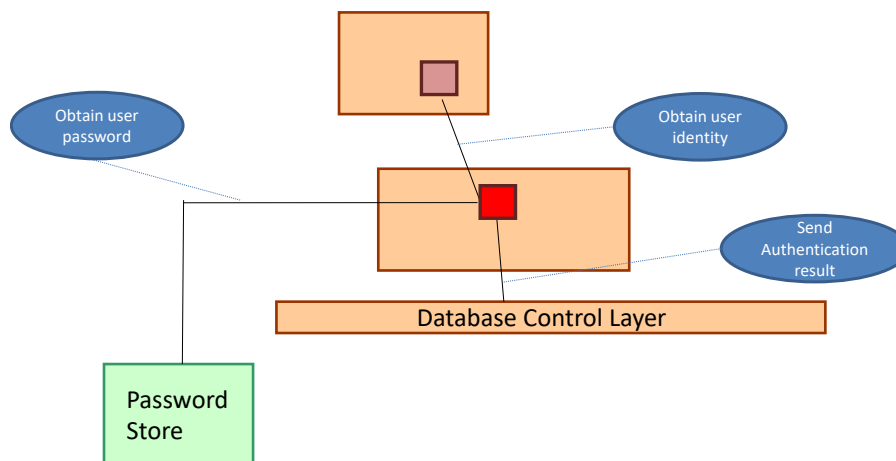 Obtain user
password
Obtain user
identity
Send
Authentication
result
Database Control Layer
Password
Store